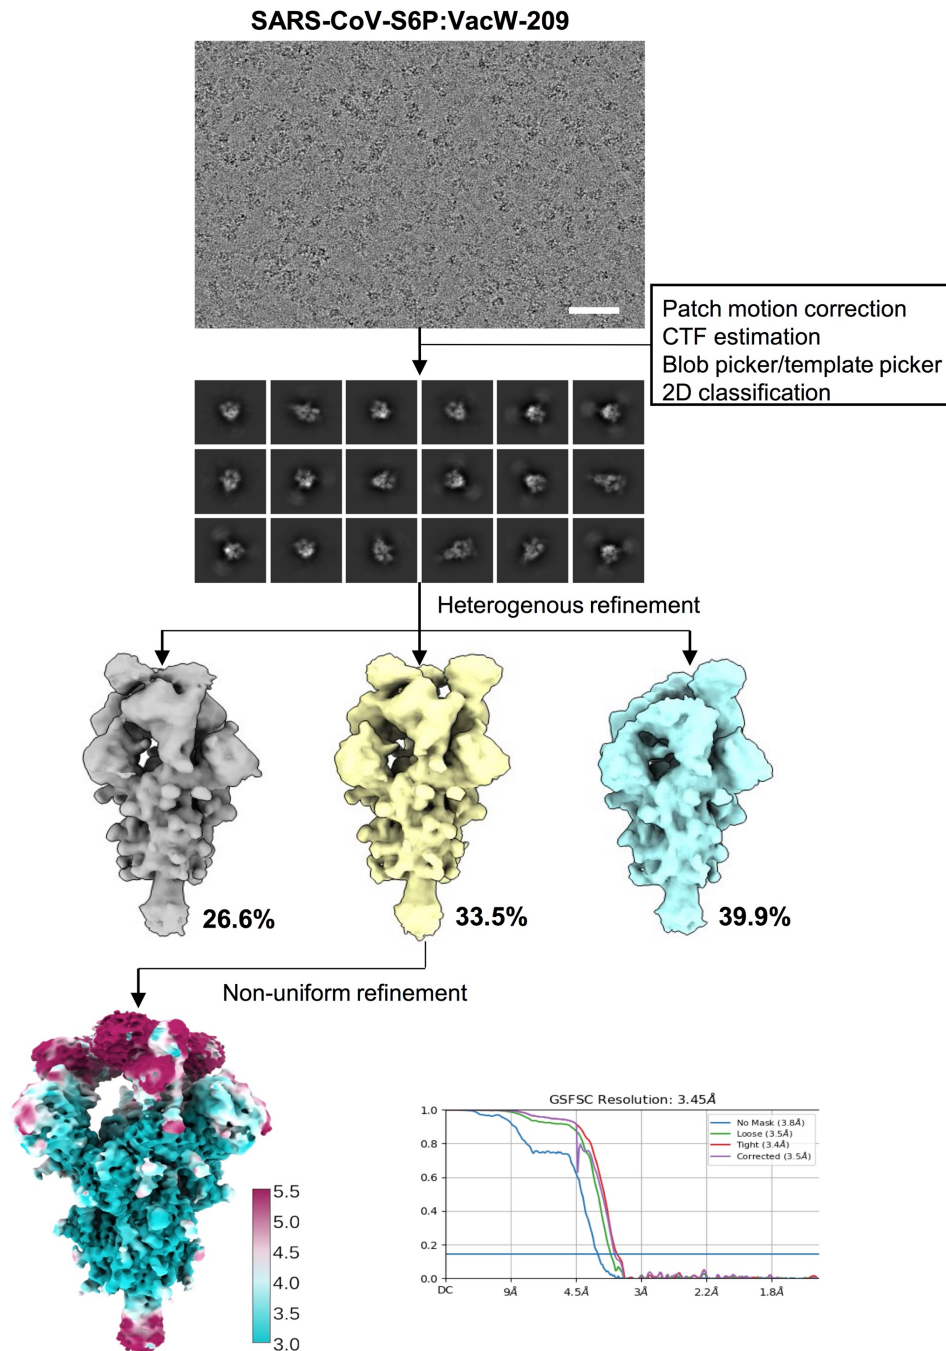 SARS-CoV-S6P:VacW-209
Patch motion correction
CTF estimation
Blob picker/template picker
2D classification
Heterogenous refinement
26.6%
33.5%
39.9%
Non-uniform refinement
5.5
5.0
4.5
4.0
3.5
3.0
GSFSC Resolution: 3.45Å
1.0
0.8
0.6
0.4
0.2
0.0
No Mask (3.8Å)
Loose (3.5Å)
Tight (3.4Å)
Corrected (3.5Å)
DC
9Å
4.5Å
3Å
2.2Å
1.8Å